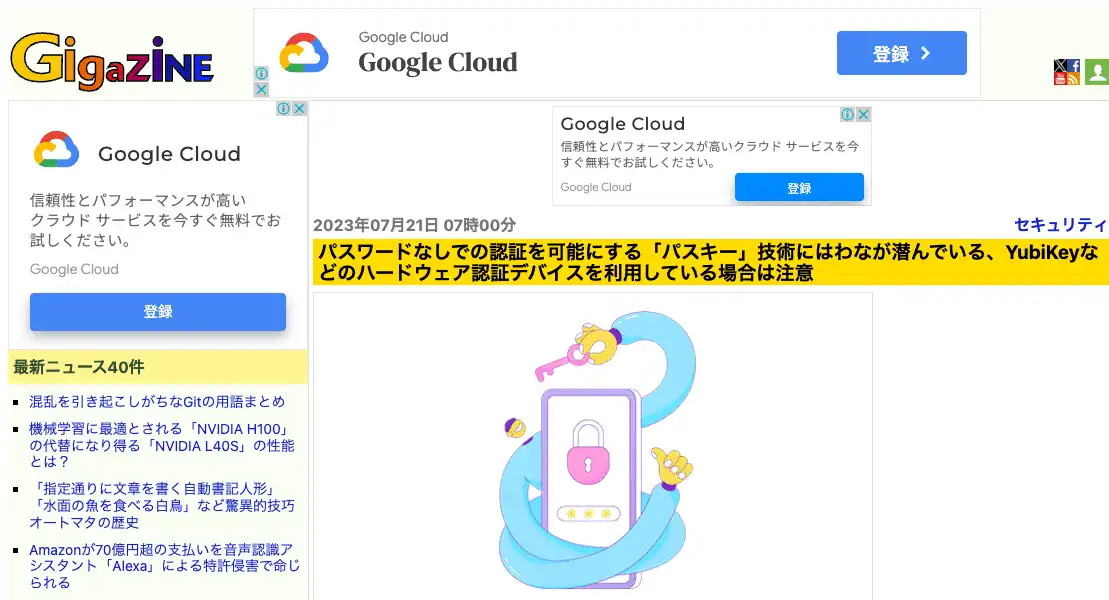 GigaZiNE
Google Cloud
Google Cloud
登録
Google Cloud
信頼性とパフォーマンスが高い
クラウド サービスを今すぐ無料でお
試しください。
Google Cloud
登録
最新ニュース40件
混乱を引き起こしがちなGitの用語まとめ
機械学習に最適とされる「NVIDIA H100」
の代替になり得る「NVIDIA L40S」の性能
とは？
「指定通りに文章を書く自動書記人形」
「水面の魚を食べる白鳥」など驚異的技巧
オートマタの歴史
Amazonが70億円超の支払いを音声認識ア
シスタント「Alexa」による特許侵害で命じ
られる
Google Cloud
信頼性とパフォーマンスが高いクラウド サービスを今
すぐ無料でお試しください。
Google Cloud
登録
2023年07月21日 07時00分
セキュリティ
パスワードなしでの認証を可能にする「パスキー」技術にはわなが潜んでいる、YubiKeyな
どのハードウェア認証デバイスを利用している場合は注意